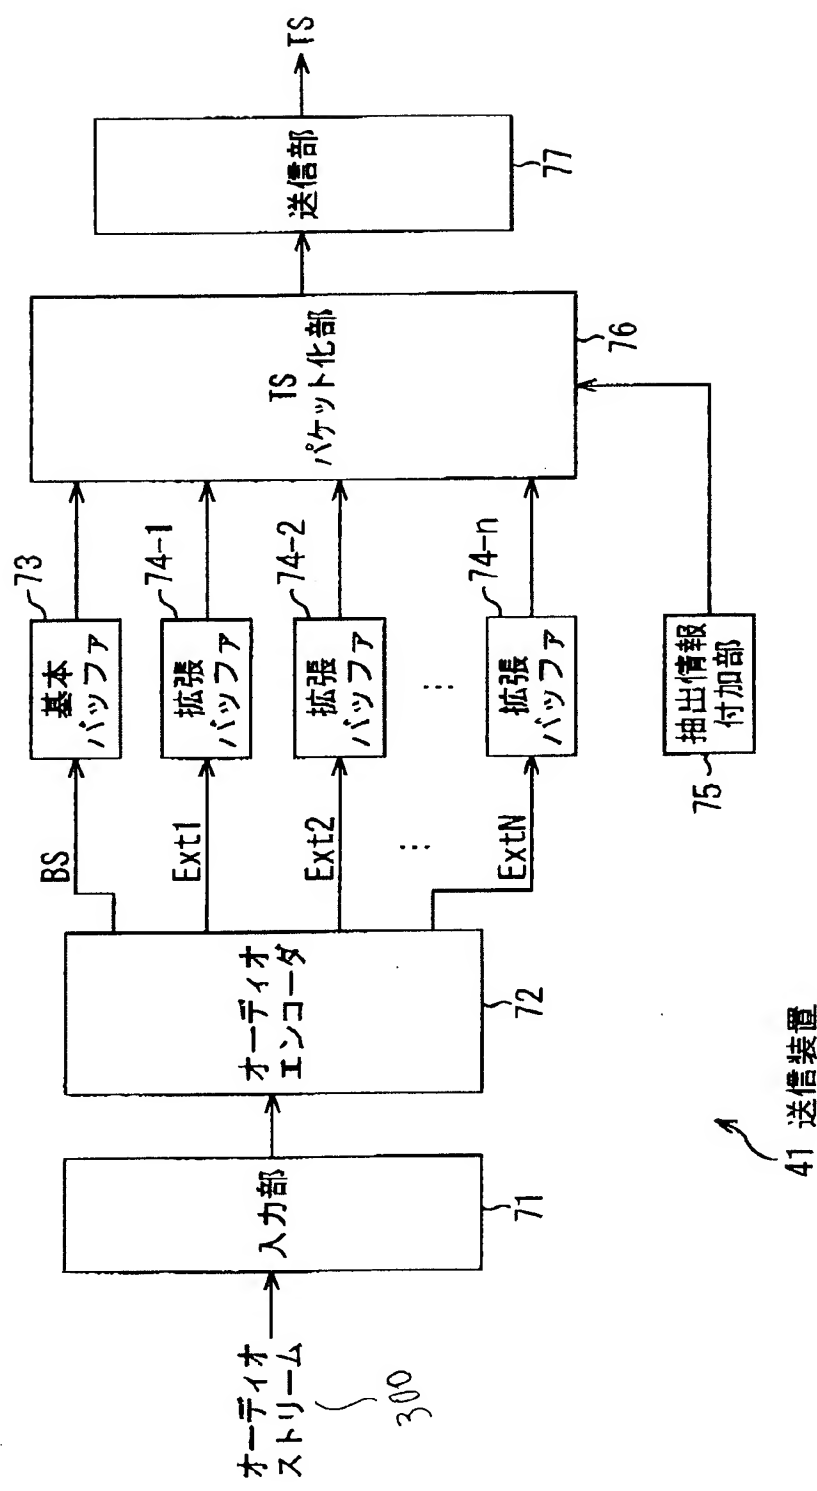 オーディオ
ストリーム
300
入力部
71
オーディオ
エンコーダ
72
BS
Ext1
Ext2
⋯
ExtN
基本
バッファ
73
拡張
バッファ
74-1
拡張
バッファ
74-2
⋯
拡張
バッファ
74-n
抽出情報
付加部
75
TS
パケット化部
76
送信部
77
TS
41 送信装置